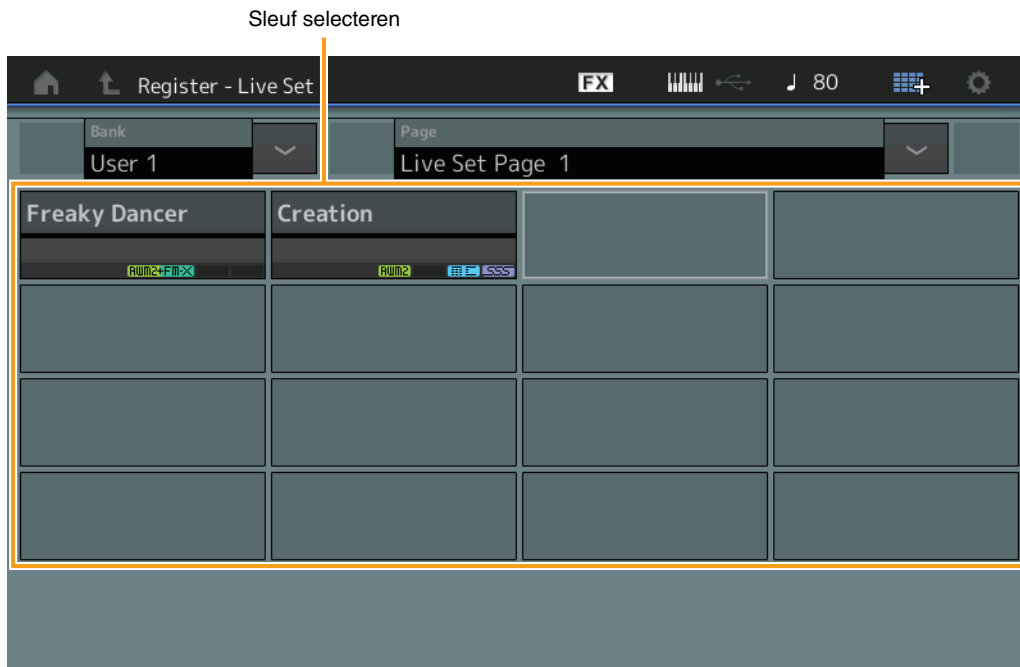 Sleuf selecteren
Register - Live Set
FX
80
Bank
User 1
Page
Live Set Page 1
Freaky Dancer
Creation
AWM2+FM-X
AWM2
SSS